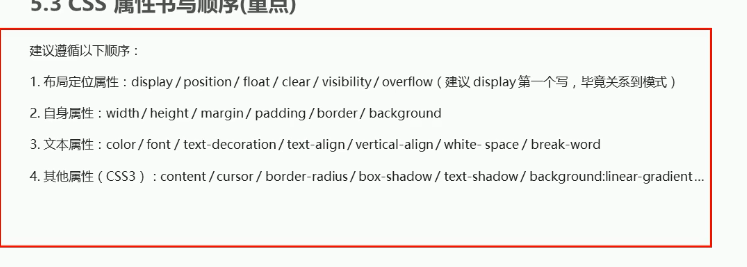 5.3 CSS 属性书写顺序(重点)
建议遵循以下顺序：
1. 布局定位属性：display / position / float / clear / visibility / overflow（建议 display 第一个写，毕竟关系到模式）
2. 自身属性：width / height / margin / padding / border / background
3. 文本属性：color / font / text-decoration / text-align / vertical-align / white- space / break-word
4. 其他属性（CSS3）：content / cursor / border-radius / box-shadow / text-shadow / background:linear-gradient…